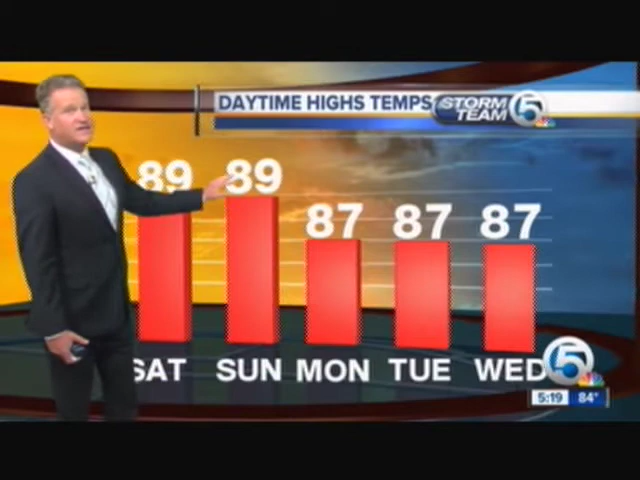 DAYTIME HIGHS TEMPS
STORM TEAM 5
89 89 87 87 87
SAT SUN MON TUE WED
5
5:19 84°